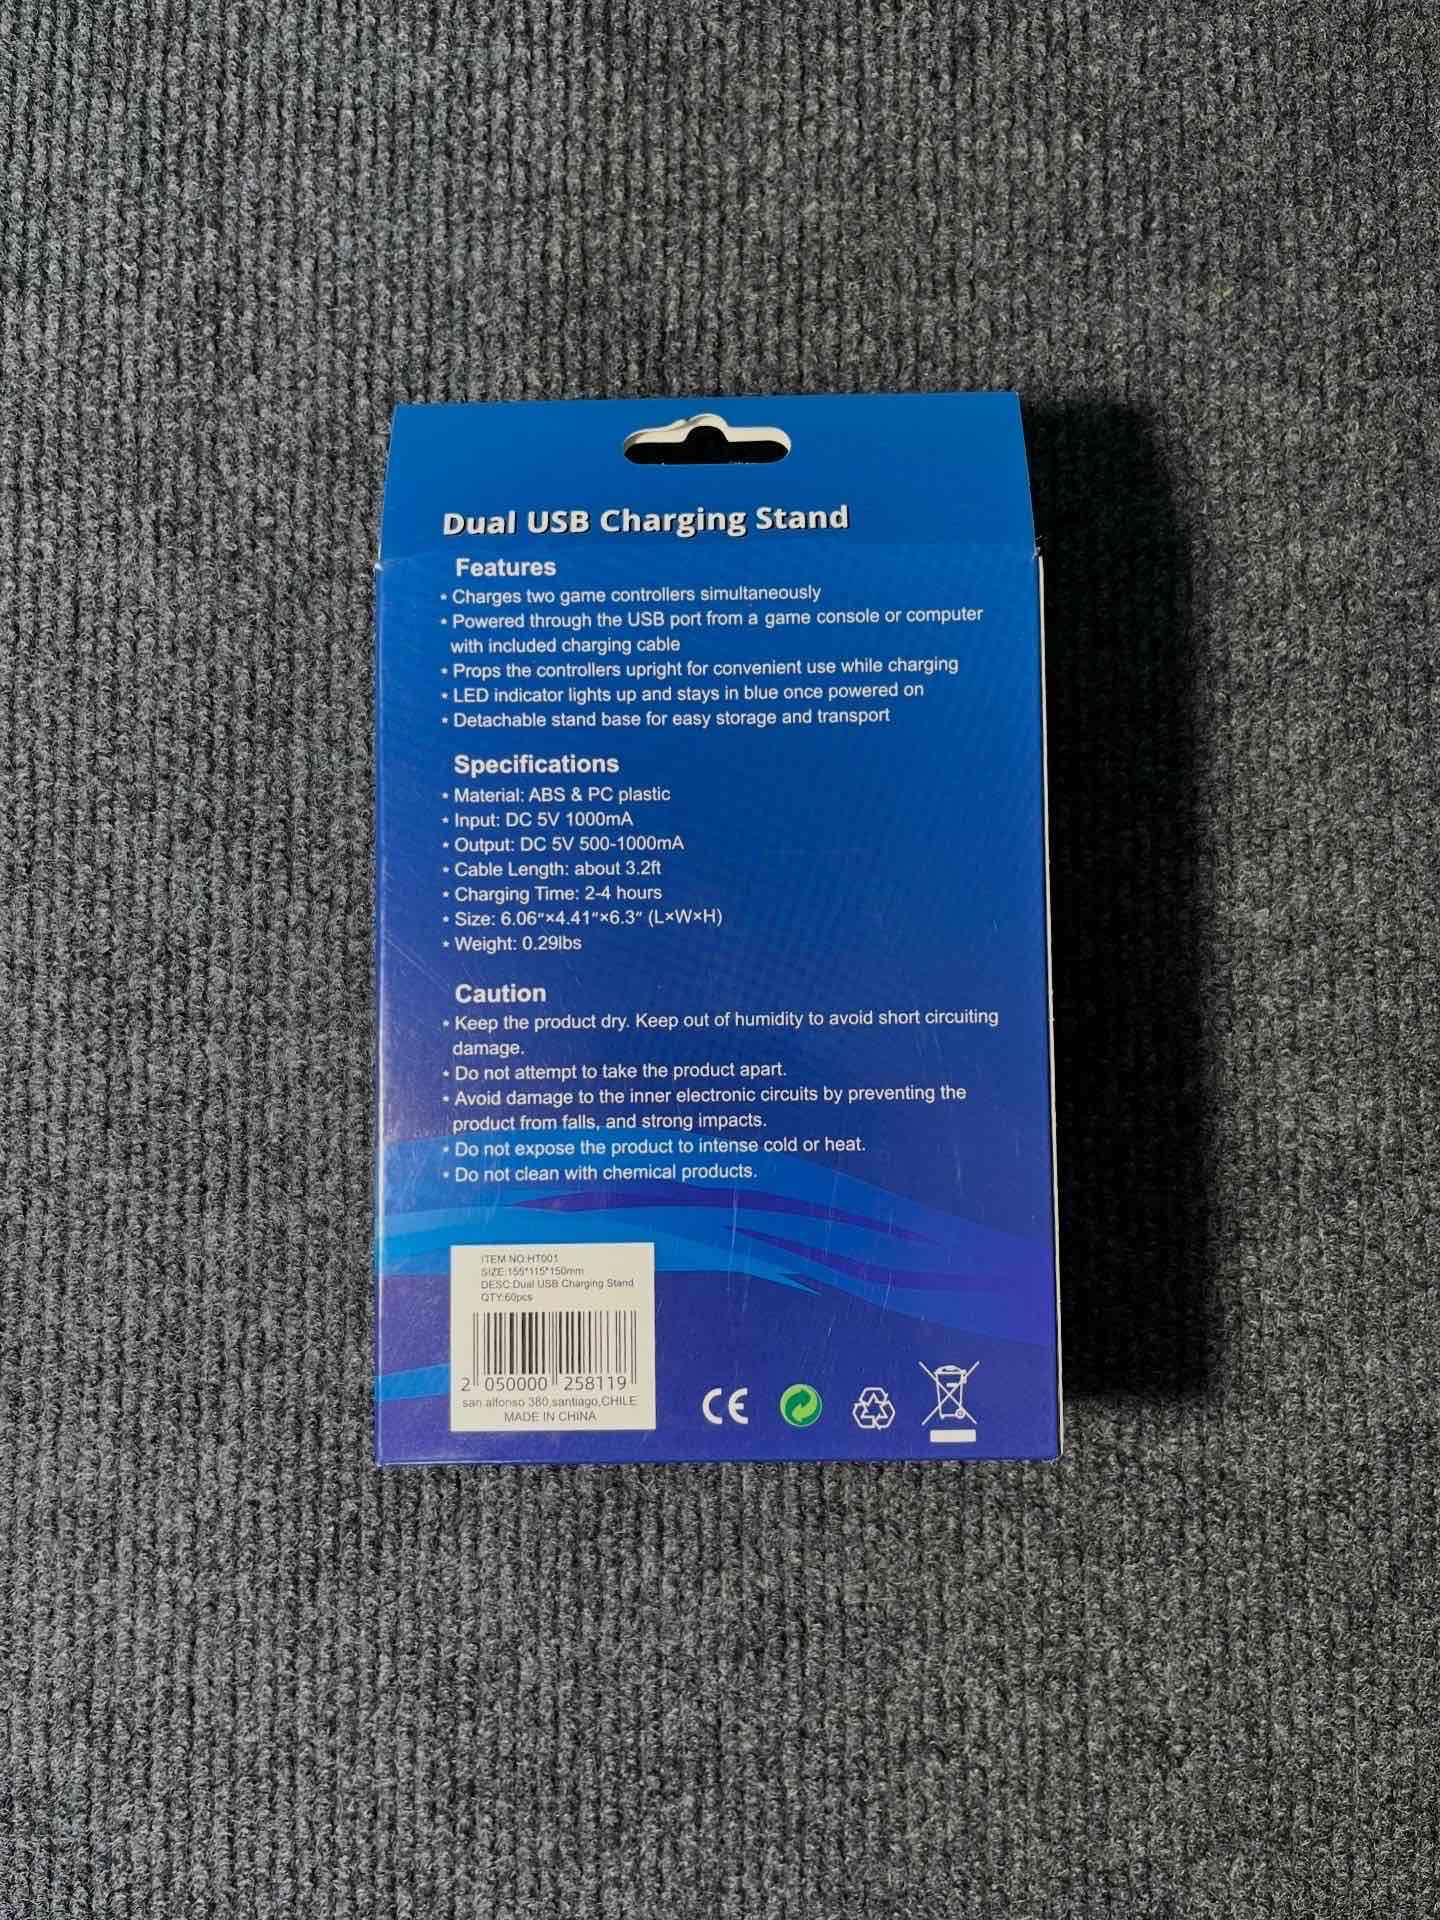 Dual USB Charging Stand
Features
* Charges two game controllers simultaneously
* Powered through the USB port from a game console or computer
with included charging cable
* Props the controllers upright for convenient use while charging
* LED indicator lights up and stays in blue once powered on
* Detachable stand base for easy storage and transport
Specifications
* Material: ABS & PC plastic
* Input: DC 5V 1000mA
* Output: DC 5V 500-1000mA
* Cable Length: about 3.2ft
* Charging Time: 2-4 hours
* Size: 6.06"×4.41"×6.3" (L×W×H)
* Weight: 0.29lbs
Caution
* Keep the product dry. Keep out of humidity to avoid short circuiting
damage.
* Do not attempt to take the product apart.
* Avoid damage to the inner electronic circuits by preventing the
product from falls, and strong impacts.
* Do not expose the product to intense cold or heat.
* Do not clean with chemical products.
ITEM NO:HT001
SIZE:155*115*150mm
DESC:Dual USB Charging Stand
QTY:60pcs
2 050000 258119
san alfonso 380,santiago,CHILE
MADE IN CHINA
CE